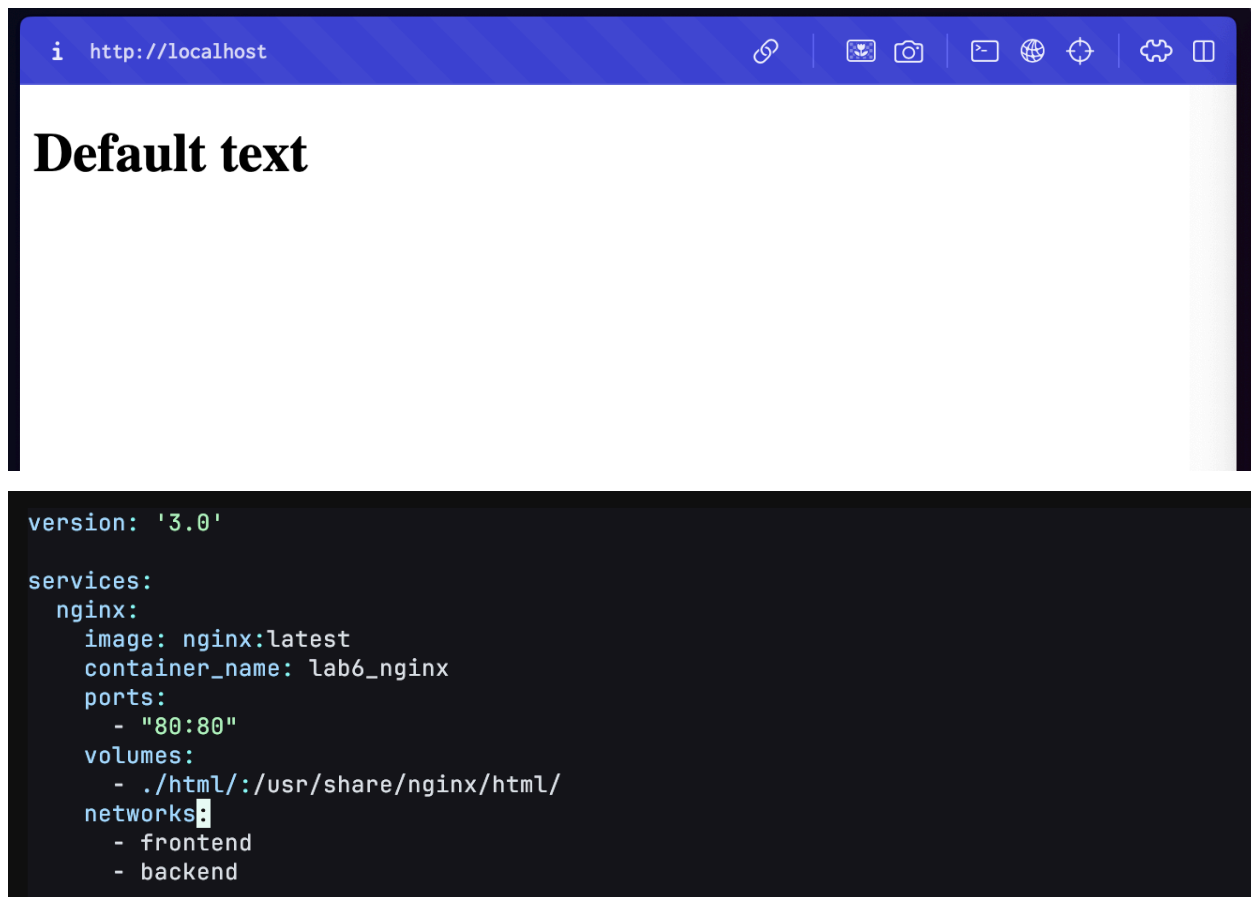 i http://localhost
Default text
version: '3.0'
services:
  nginx:
    image: nginx:latest
    container_name: lab6_nginx
    ports:
      - "80:80"
    volumes:
      - ./html/:/usr/share/nginx/html/
    networks:
      - frontend
      - backend